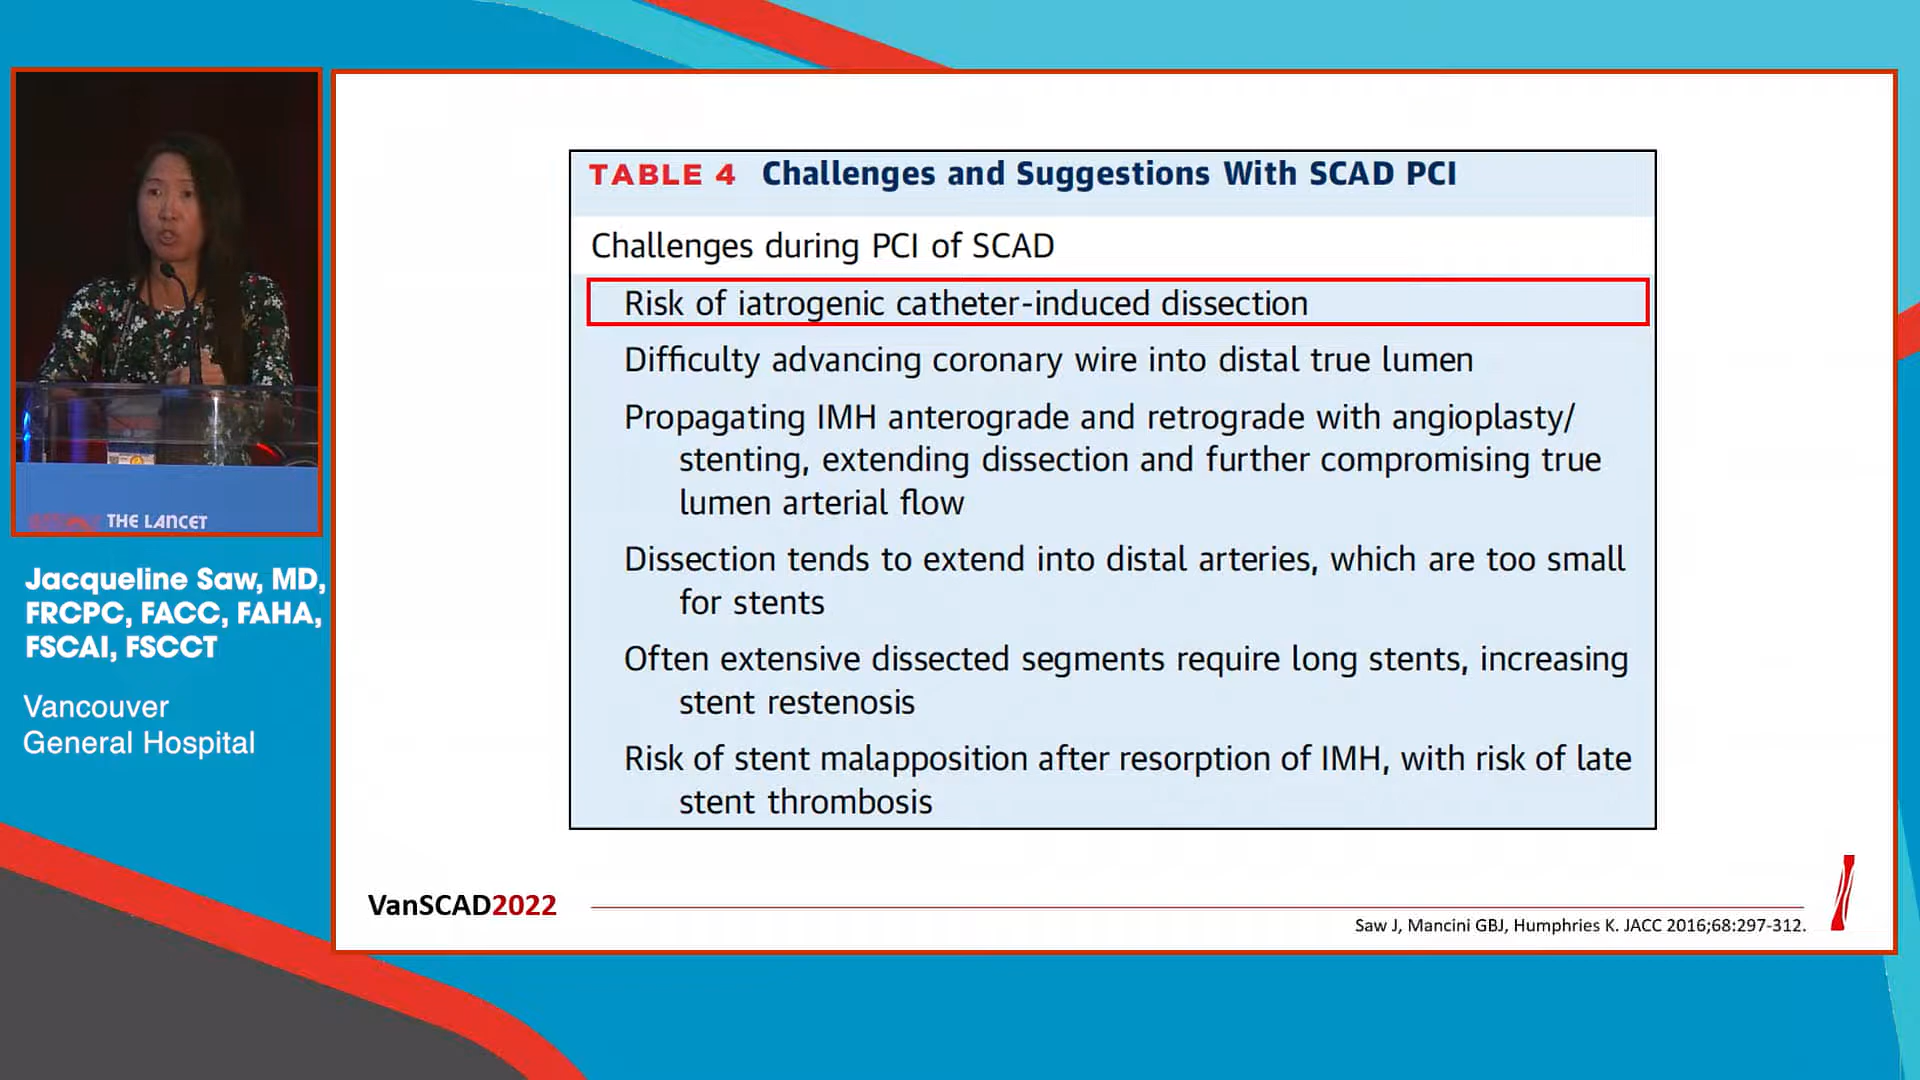 THE LANCET
Jacqueline Saw, MD,
FRCPC, FACC, FAHA,
FSCAI, FSCCT
Vancouver
General Hospital
TABLE 4 Challenges and Suggestions With SCAD PCI
Challenges during PCI of SCAD
Risk of iatrogenic catheter-induced dissection
Difficulty advancing coronary wire into distal true lumen
Propagating IMH anterograde and retrograde with angioplasty/
stenting, extending dissection and further compromising true
lumen arterial flow
Dissection tends to extend into distal arteries, which are too small
for stents
Often extensive dissected segments require long stents, increasing
stent restenosis
Risk of stent malapposition after resorption of IMH, with risk of late
stent thrombosis
VanSCAD2022
Saw J, Mancini GBJ, Humphries K. JACC 2016;68:297-312.